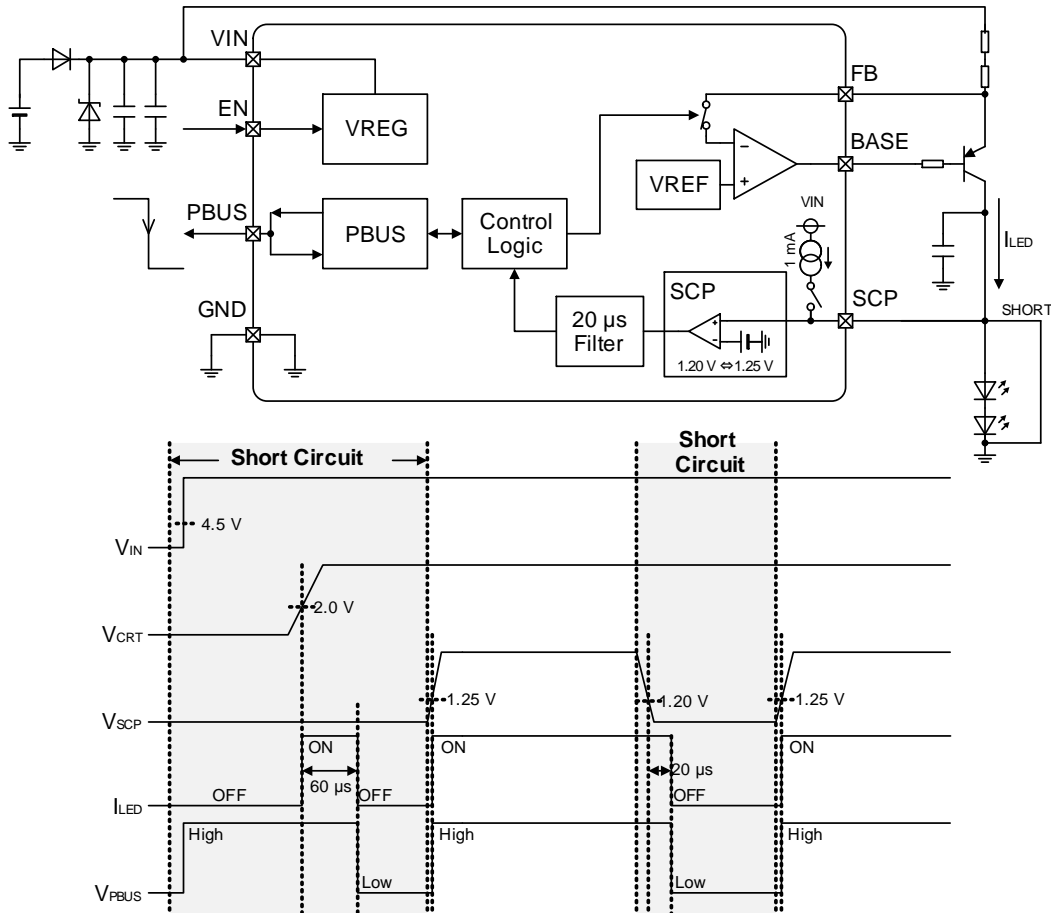 VIN
EN
VREG
FB
BASE
VREF
VIN
PBUS
PBUS
Control
Logic
1 mA
ILED
GND
20 µs
Filter
SCP
1.20 V ⇔ 1.25 V
SCP
SHORT
Short Circuit
Short
Circuit
4.5 V
VIN
2.0 V
VCRT
1.25 V
1.20 V
1.25 V
VSCP
ON
ON
ON
60 µs
20 µs
OFF
OFF
OFF
ILED
High
High
High
Low
Low
VPBUS